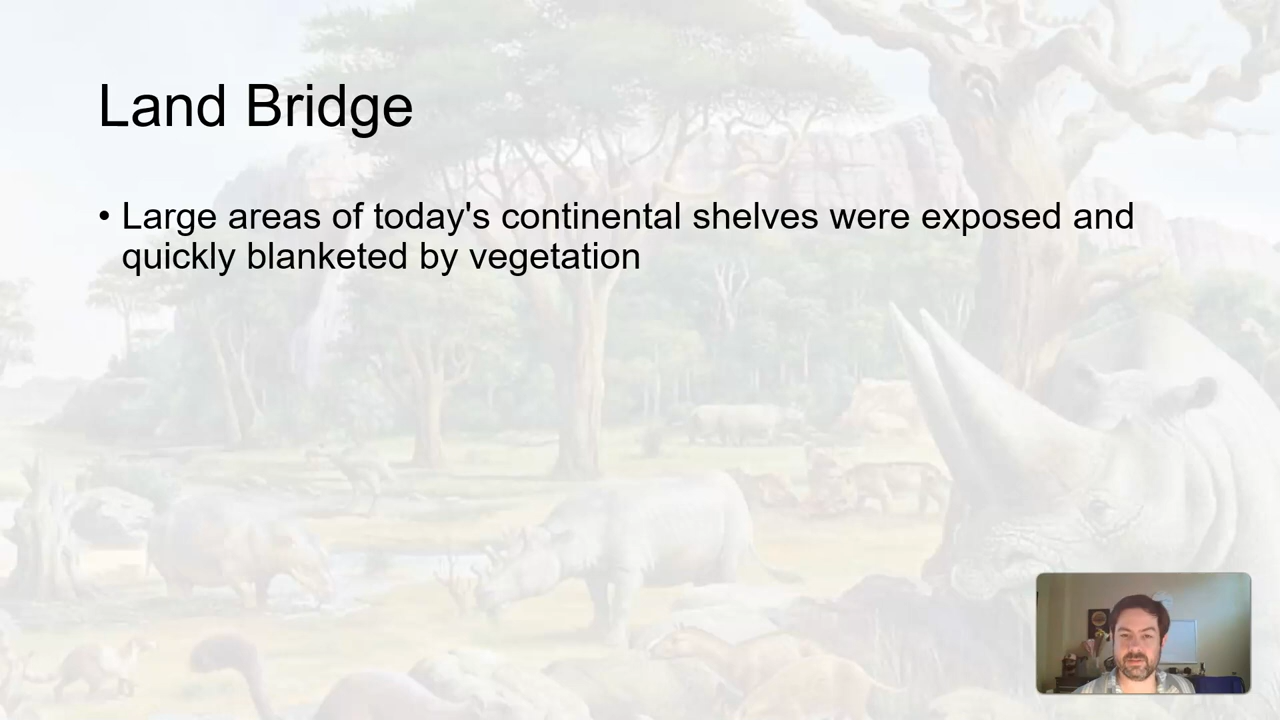 Land Bridge
• Large areas of today's continental shelves were exposed and
quickly blanketed by vegetation